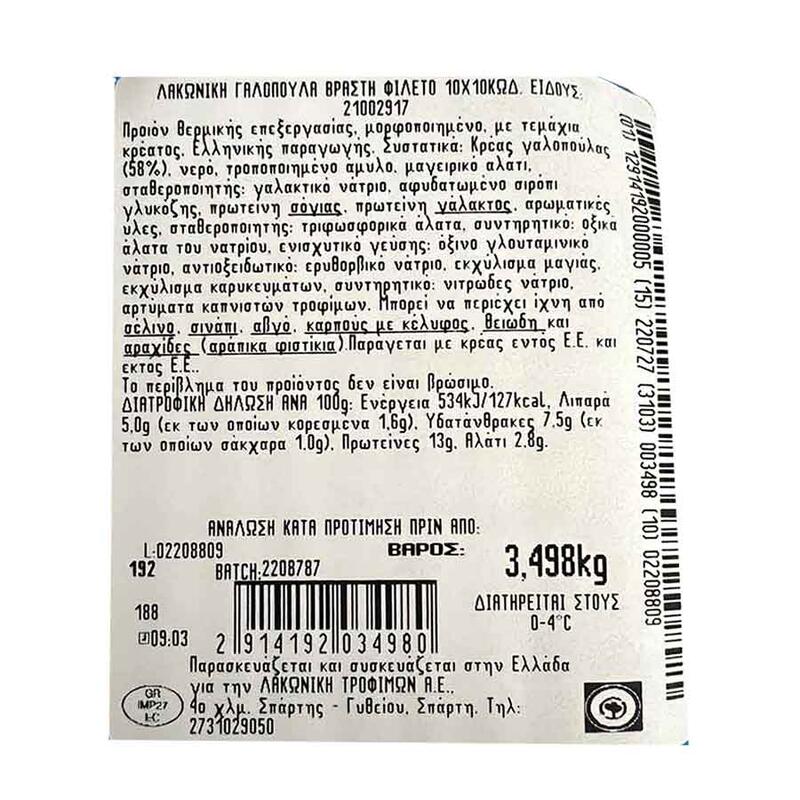 ΛΑΚΩΝΙΚΗ ΓΑΛΟΠΟΥΛΑ ΒΡΑΣΤΗ ΦΙΛΕΤΟ 10Χ10ΚΩΔ. ΕΙΔΟΥΣ:
21002917
Προιόν θερμικής επεξεργασίας, μορφοποιημένο, με τεμάχια
κρέατος, Ελληνικής παραγωγής. Συστατικά: Κρέας γαλοπούλας
(58%), νερό, τροποποιημένο άμυλο, μαγειρικό αλάτι,
σταθεροποιητής: γαλακτικό νάτριο, αφυδατωμένο σιρόπι
γλυκόζης, πρωτεϊνη σόγιας, πρωτείνη γάλακτος, αρωματικές
ύλες, σταθεροποιητής: τριφωσφορικά άλατα, συντηρητικό: οξικά
άλατα του νατρίου, ενισχυτικό γεύσης: όξινο γλουταμινικό
νάτριο, αντιοξειδωτικό: ερυθορβικό νάτριο, εκχύλισμα μαγιάς,
εκχύλισμα καρυκευμάτων, συντηρητικό: νιτρώδες νάτριο,
αρτύματα καπνιστών τροφίμων. Μπορεί να περιέχει ίχνη από
σέλινο, σινάπι, αβγό, καρπούς με κέλυφος, θειώδη και
αραχίδες (αράπικα φιστίκια).Παράγεται με κρέας εντός Ε.Ε. και
εκτός Ε.Ε..
Το περίβλημα του προϊόντος δεν είναι βρώσιμο.
ΔΙΑΤΡΟΦΙΚΗ ΔΗΛΩΣΗ ΑΝΑ 100g: Ενέργεια 534kJ/127kcal, Λιπαρά
5,0g (εκ των οποίων κορεσμένα 1,6g), Υδατάνθρακες 7,5g (εκ
των οποίων σάκχαρα 1,0g), Πρωτείνες 13g, Αλάτι 2,8g.
ΑΝΑΛΩΣΗ ΚΑΤΑ ΠΡΟΤΙΜΗΣΗ ΠΡΙΝ ΑΠΟ:
L:02208809 ΒΑΡΟΣ: 3,498kg
192 BATCH:2208787
ΔΙΑΤΗΡΕΙΤΑΙ ΣΤΟΥΣ
0-4°C
188
09:03
2 914192 034980
Παρασκευάζεται και συσκευάζεται στην Ελλάδα
για την ΛΑΚΩΝΙΚΗ ΤΡΟΦΙΜΩΝ Α.Ε..
4ο χλμ. Σπάρτης - Γυθείου, Σπάρτη. Τηλ:
2731029050
GR
IMP27
EC
(01) 12914192000005 (15) 220727 (3103) 003498 (10) 02208809